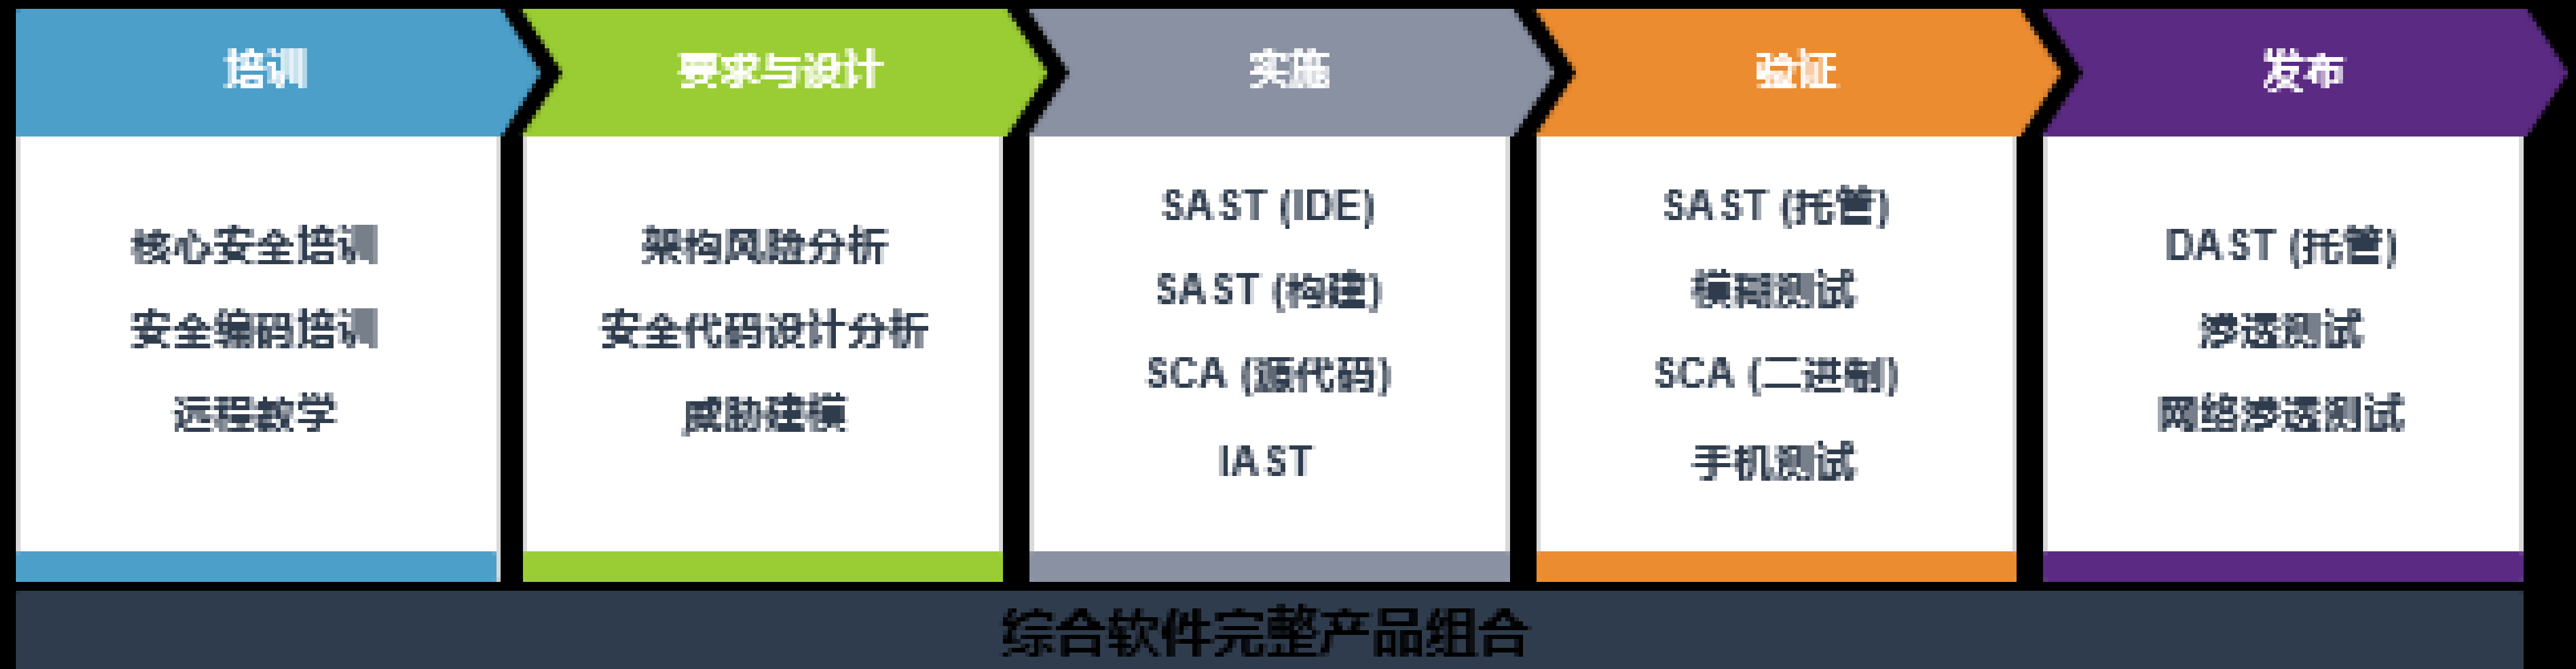 培训
核心安全培训
安全编码培训
远程教学
要求与设计
架构风险分析
安全代码设计分析
威胁建模
实施
SAST (IDE)
SAST (构建)
SCA (源代码)
IAST
验证
SAST (托管)
模糊测试
SCA (二进制)
手机测试
发布
DAST (托管)
渗透测试
网络渗透测试
综合软件完整产品组合